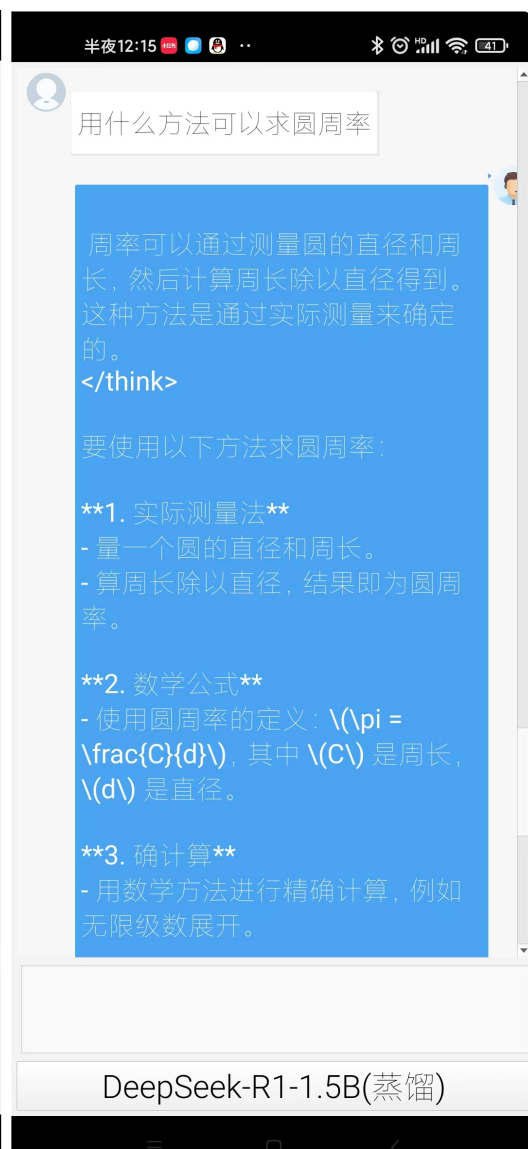 半夜12:15
41
用什么方法可以求圆周率
周率可以通过测量圆的直径和周
长，然后计算周长除以直径得到。
这种方法是通过实际测量来确定
的。
</think>
要使用以下方法求圆周率：
**1. 实际测量法**
- 量一个圆的直径和周长。
- 算周长除以直径，结果即为圆周
率。
**2. 数学公式**
- 使用圆周率的定义：\(\pi =
\frac{C}{d}\)，其中 \(C\) 是周长，
\(d\) 是直径。
**3. 确计算**
- 用数学方法进行精确计算，例如
无限级数展开。
DeepSeek-R1-1.5B(蒸馏)